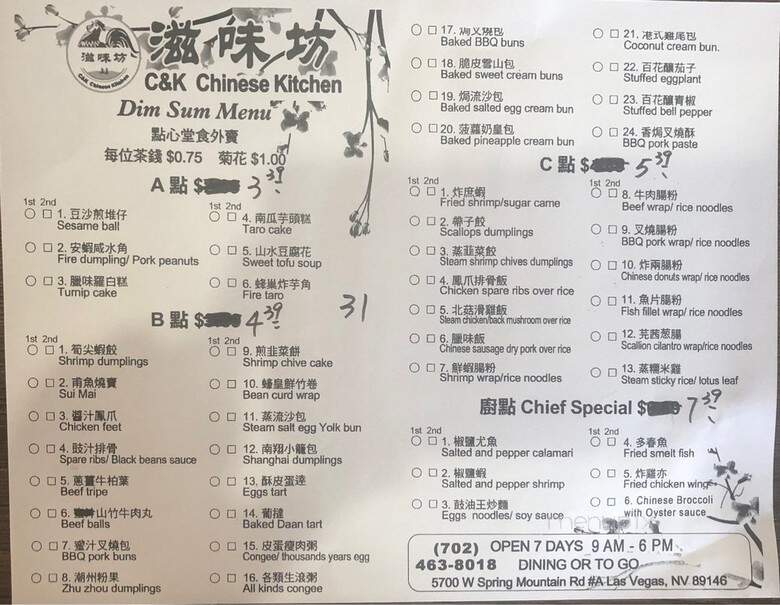 滋味坊
C&K Chinese Kitchen
滋味坊
C&K Chinese Kitchen
Dim Sum Menu
點心堂食外賣
每位茶錢 $0.75 菊花 $1.00
A 點 $ 3.39
1st 2nd
1. 豆沙煎堆仔
Sesame ball
2. 安蝦咸水角
Fire dumpling/ Pork peanuts
3. 臘味羅白糕
Turnip cake
1st 2nd
4. 南瓜芋頭糕
Taro cake
5. 山水豆腐花
Sweet tofu soup
6. 蜂巢炸芋角
Fire taro
31
B 點 $ 4.39
1st 2nd
1. 筍尖蝦餃
Shrimp dumplings
2. 甫魚燒賣
Sui Mai
3. 醬汁鳳爪
Chicken feet
4. 豉汁排骨
Spare ribs/ Black beans sauce
5. 蔥薑牛柏葉
Beef tripe
6. 山竹牛肉丸
Beef balls
7. 蜜汁叉燒包
BBQ pork buns
8. 潮州粉果
Zhu zhou dumplings
1st 2nd
9. 煎韭菜餅
Shrimp chive cake
10. 蠔皇鮮竹卷
Bean curd wrap
11. 蒸流沙包
Steam salt egg Yolk bun
12. 南翔小籠包
Shanghai dumplings
13. 酥皮蛋達
Eggs tart
14. 葡撻
Baked Daan tart
15. 皮蛋瘦肉粥
Congee/ thousands years egg
16. 各類生滾粥
All kinds congee
17. 焗叉燒包
Baked BBQ buns
18. 脆皮雪山包
Baked sweet cream buns
19. 焗流沙包
Baked salted egg cream bun
20. 菠蘿奶皇包
Baked pineapple cream bun
21. 港式雞尾包
Coconut cream bun.
22. 百花釀茄子
Stuffed eggplant
23. 百花釀青椒
Stuffed bell pepper
24. 香焗叉燒酥
BBQ pork paste
C 點 $ 5.39
1st 2nd
1. 炸庶蝦
Fried shrimp/sugar carne
2. 帶子餃
Scallops dumplings
3. 蒸韮菜餃
Steam shrimp chives dumplings
4. 鳳爪排骨飯
Chicken spare ribs over rice
5. 北菇滑雞飯
Steam chicken/back mushroom over rice
6. 臘味飯
Chinese sausage dry pork over rice
7. 鮮蝦腸粉
Shrimp wrap/rice noodles
1st 2nd
8. 牛肉腸粉
Beef wrap/ rice noodles
9. 叉燒腸粉
BBQ pork wrap/ rice noodles
10. 炸兩腸粉
Chinese donuts wrap/ rice noodles
11. 魚片腸粉
Fish fillet wrap/ rice noodles
12. 芫茜葱腸
Scallion cilantro wrap/rice noodles
13. 蒸糯米雞
Steam sticky rice/ lotus leaf
廚點 Chief Special $ 7.39
1st 2nd
1. 椒鹽尤魚
Salted and pepper calamari
2. 椒鹽蝦
Salted and pepper shrimp
3. 豉油王炒麵
Eggs noodles/ soy sauce
1st 2nd
4. 多春魚
Fried smelt fish
5. 炸雞亦
Fried chicken wing
6. Chinese Broccoli
with Oyster sauce
(702) 463-8018
OPEN 7 DAYS 9 AM - 6 PM
DINING OR TO GO
5700 W Spring Mountain Rd #A Las Vegas, NV 89146